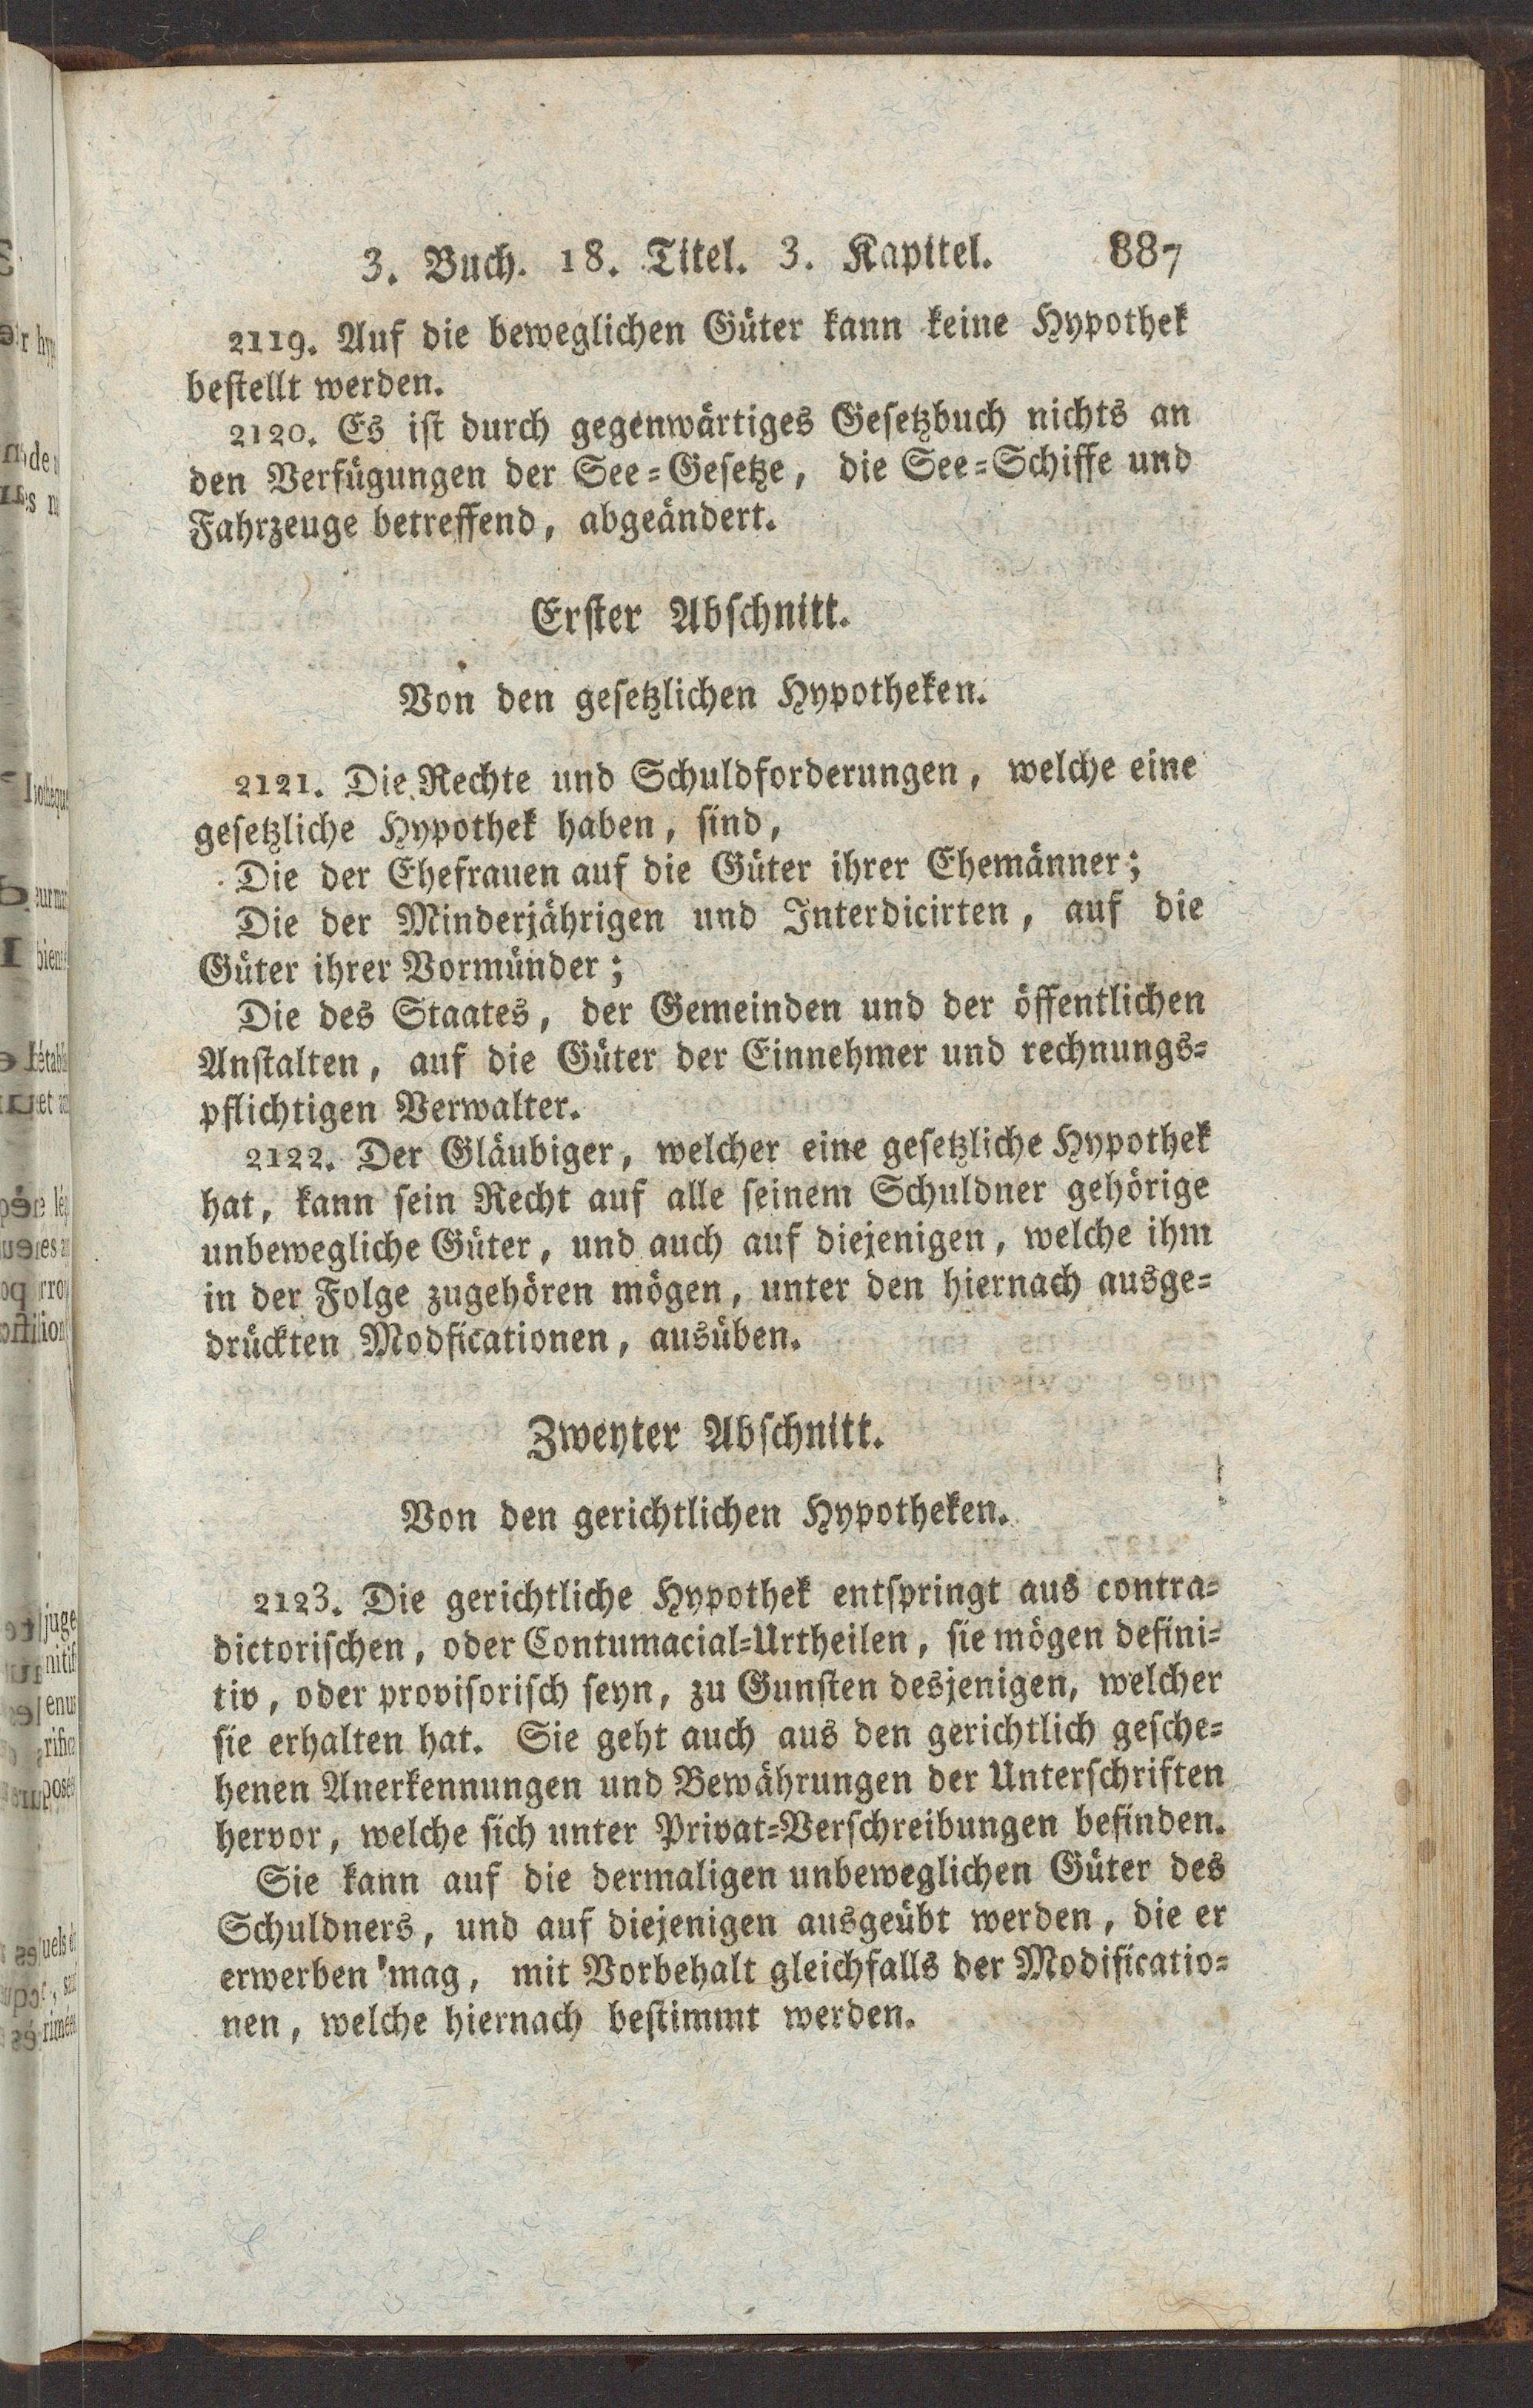 3. Buch. 18. Titel. 3. Kapitel. 887
2119. Auf die beweglichen Güter kann keine Hypothek
bestellt werden.
2120. Es ist durch gegenwärtiges Gesetzbuch nichts an
den Verfügungen der See=Gesetze, die See=Schiffe und
Fahrzeuge betreffend, abgeändert.
Erster Abschnitt.
Von den gesetzlichen Hypotheken.
2121. Die Rechte und Schuldforderungen, welche eine
gesetzliche Hypothek haben, sind,
Die der Ehefrauen auf die Güter ihrer Ehemänner;
Die der Minderjährigen und Interdicirten, auf die
Güter ihrer Vormünder;
Die des Staates, der Gemeinden und der öffentlichen
Anstalten, auf die Güter der Einnehmer und rechnungs=
pflichtigen Verwalter.
2122. Der Gläubiger, welcher eine gesetzliche Hypothek
hat, kann sein Recht auf alle seinem Schuldner gehörige
unbewegliche Güter, und auch auf diejenigen, welche ihm
in der Folge zugehören mögen, unter den hiernach ausge=
drückten Modficationen, ausüben.
Zweyter Abschnitt.
Von den gerichtlichen Hypotheken.
2123. Die gerichtliche Hypothek entspringt aus contra=
dictorischen, oder Contumacial=Urtheilen, sie mögen defini=
tiv, oder provisorisch seyn, zu Gunsten desjenigen, welcher
sie erhalten hat. Sie geht auch aus den gerichtlich gesche=
henen Anerkennungen und Bewährungen der Unterschriften
hervor, welche sich unter Privat=Verschreibungen befinden.
Sie kann auf die dermaligen unbeweglichen Güter des
Schuldners, und auf diejenigen ausgeübt werden, die er
erwerben mag, mit Vorbehalt gleichfalls der Modificatio=
nen, welche hiernach bestimmt werden.